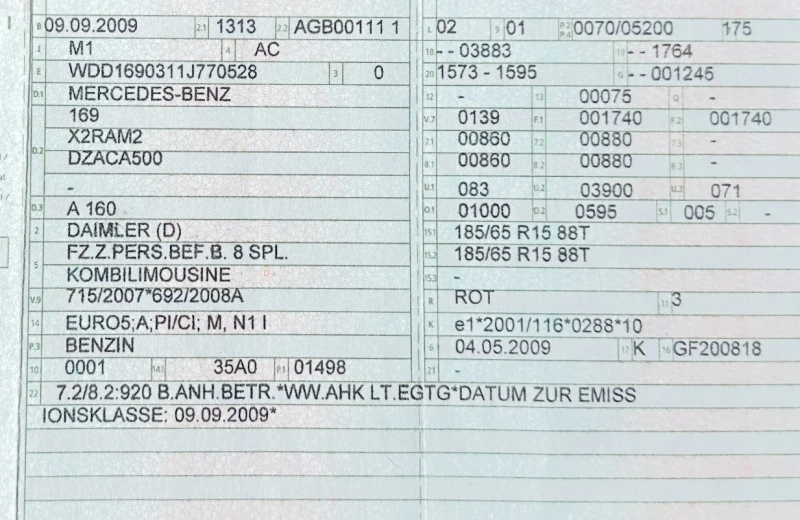 B 09.09.2009 2.1 1313 2.2 AGB00111 1
J M1 4 AC
E WDD1690311J770528 3 0
D.1 MERCEDES-BENZ
169
X2RAM2
D.2 DZACA500
-
D.3 A 160
2 DAIMLER (D)
FZ.Z.PERS.BEF.B. 8 SPL.
5 KOMBILIMOUSINE
V.9 715/2007*692/2008A
14 EURO5;A;PI/CI; M, N1 I
P.3 BENZIN
10 0001 14.1 35A0 P.1 01498
22 7.2/8.2:920 B.ANH.BETR.*WW.AHK LT.EGTG*DATUM ZUR EMISS
IONSKLASSE: 09.09.2009*
L 02 9 01 P.2 P.4 0070/05200 175
18 - - 03883 19 - - 1764
20 1573 - 1595 G - - 001245
12 - 13 00075 Q -
V.7 0139 F.1 001740 F.2 001740
7.1 00860 7.2 00880 7.3 -
8.1 00860 8.2 00880 8.3 -
U.1 083 U.2 03900 U.3 071
O.1 01000 O.2 0595 S.1 005 S.2 -
15.1 185/65 R15 88T
15.2 185/65 R15 88T
15.3 -
R ROT 11 3
K e1*2001/116*0288*10
6 04.05.2009 17 K 16 GF200818
21 -